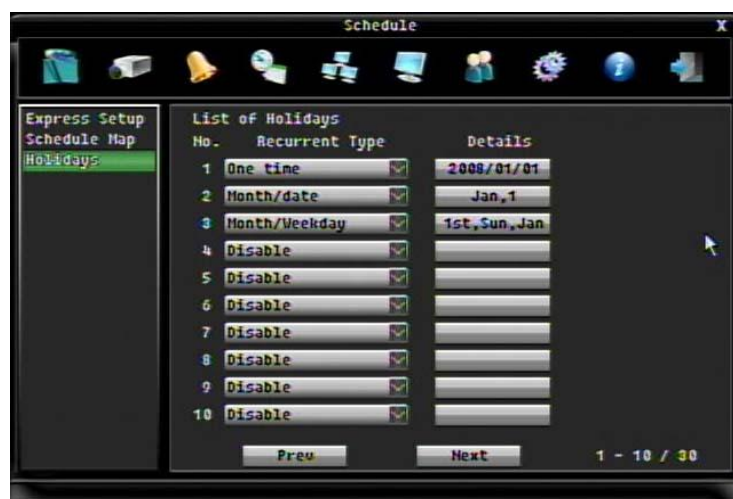 Schedule X
Express Setup
Schedule Map
Holidays
List of Holidays
No. Recurrent Type Details
1 One time 2008/01/01
2 Month/date Jan,1
3 Month/Weekday 1st,Sun,Jan
4 Disable
5 Disable
6 Disable
7 Disable
8 Disable
9 Disable
10 Disable
Prev Next 1 - 10 / 30